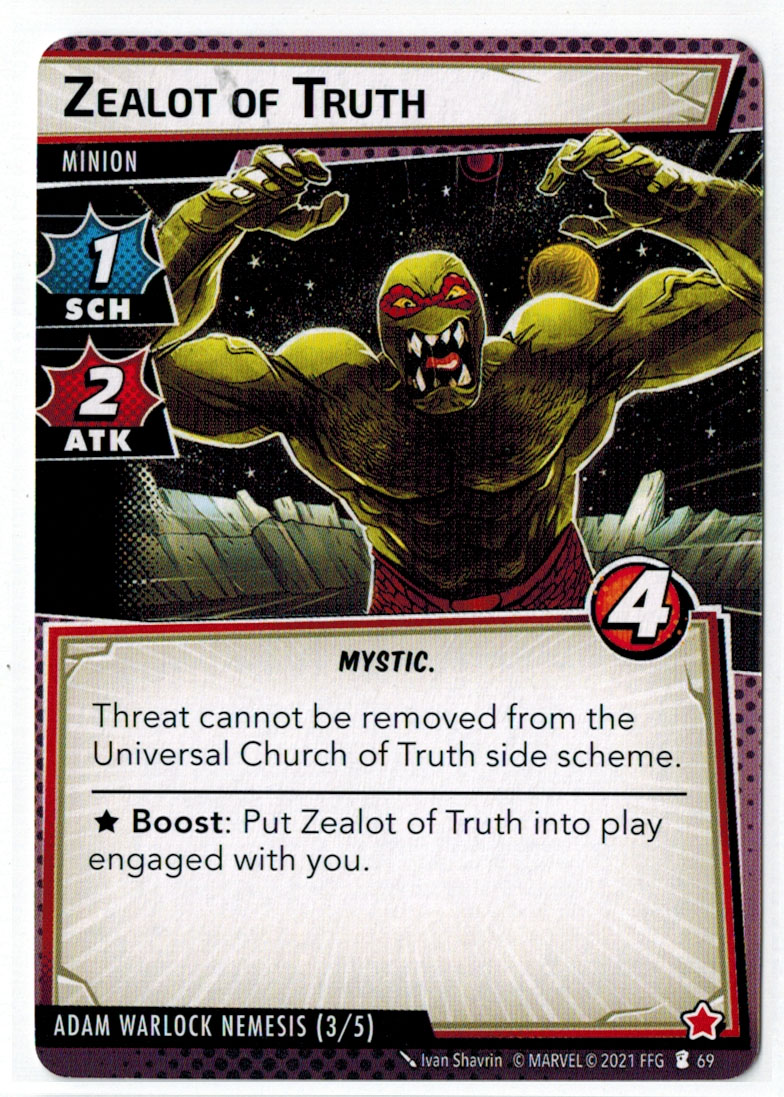 ZEALOT OF TRUTH
MINION
1
SCH
2
ATK
4
MYSTIC.
Threat cannot be removed from the
Universal Church of Truth side scheme.
★ Boost: Put Zealot of Truth into play
engaged with you.
ADAM WARLOCK NEMESIS (3/5)
Ivan Shavrin © MARVEL © 2021 FFG 69